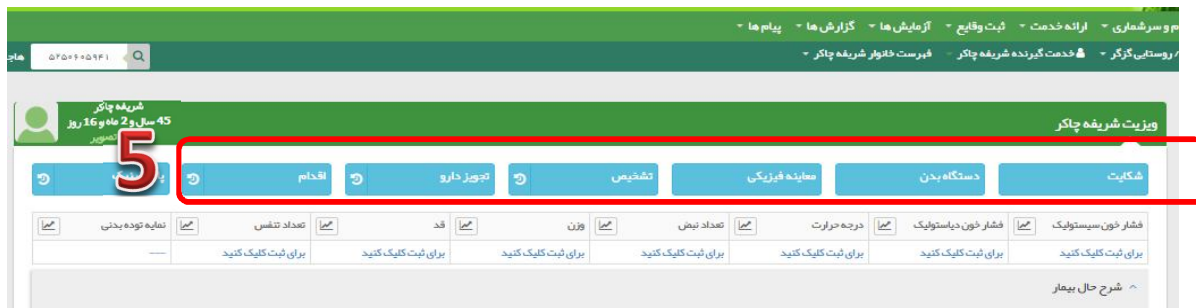 م و سرشماری ارائه خدمت ثبت وقایع آزمایش ها گزارش ها پیام ها
/ روستایی گزگز خدمت گیرنده شریفه چاکر فهرست خانوار شریفه چاکر ۵۲۵۰۶۰۵۹۴۱ هاجر
شریفه چاکر
45 سال و 2 ماه و 16 روز
تصویر
ویزیت شریفه چاکر
5
شکایت دستگاه بدن معاینه فیزیکی تشخیص تجویز دارو اقدام
فشار خون سیستولیک فشار خون دیاستولیک درجه حرارت تعداد نبض وزن قد تعداد تنفس نمایه توده بدنی
برای ثبت کلیک کنید برای ثبت کلیک کنید برای ثبت کلیک کنید برای ثبت کلیک کنید برای ثبت کلیک کنید برای ثبت کلیک کنید برای ثبت کلیک کنید ----
شرح حال بیمار